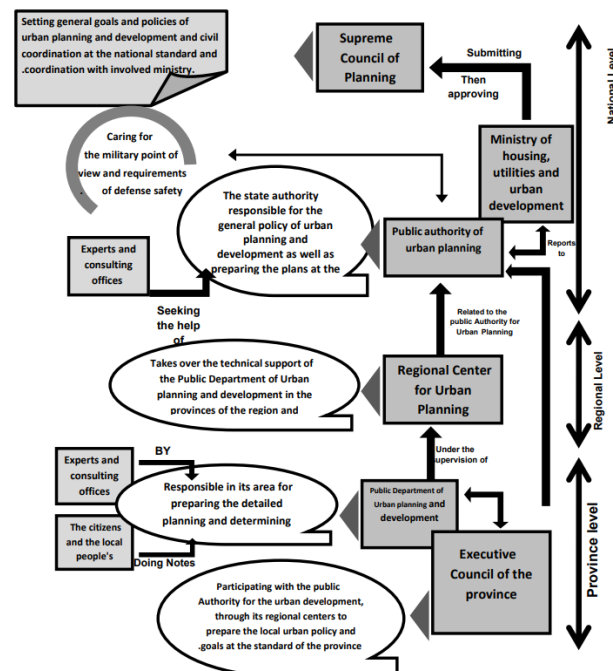 Setting general goals and policies of
urban planning and development and civil
coordination at the national standard and
.coordination with involved ministry.
Supreme
Council of
Planning
Submitting
Then
approving
National Level
Caring for
the military point of
view and requirements
of defense safety
Ministry of
housing,
utilities and
urban
development
The state authority
responsible for the
general policy of urban
planning and
development as well as
preparing the plans at the
Public authority of
urban planning
Reports
to
Experts and
consulting
offices
Seeking
the help
of
Related to the
public Authority for
Urban Planning
Takes over the technical support of
the Public Department of Urban
planning and development in the
provinces of the region and
Regional Center
for Urban
Planning
Regional Level
BY
Under the
supervision of
Experts and
consulting
offices
Responsible in its area for
preparing the detailed
planning and determining
Public Department of
Urban planning and
development
The citizens
and the local
people's
Doing Notes
Executive
Council of the
province
Province level
Participating with the public
Authority for the urban development,
through its regional centers to
prepare the local urban policy and
.goals at the standard of the province